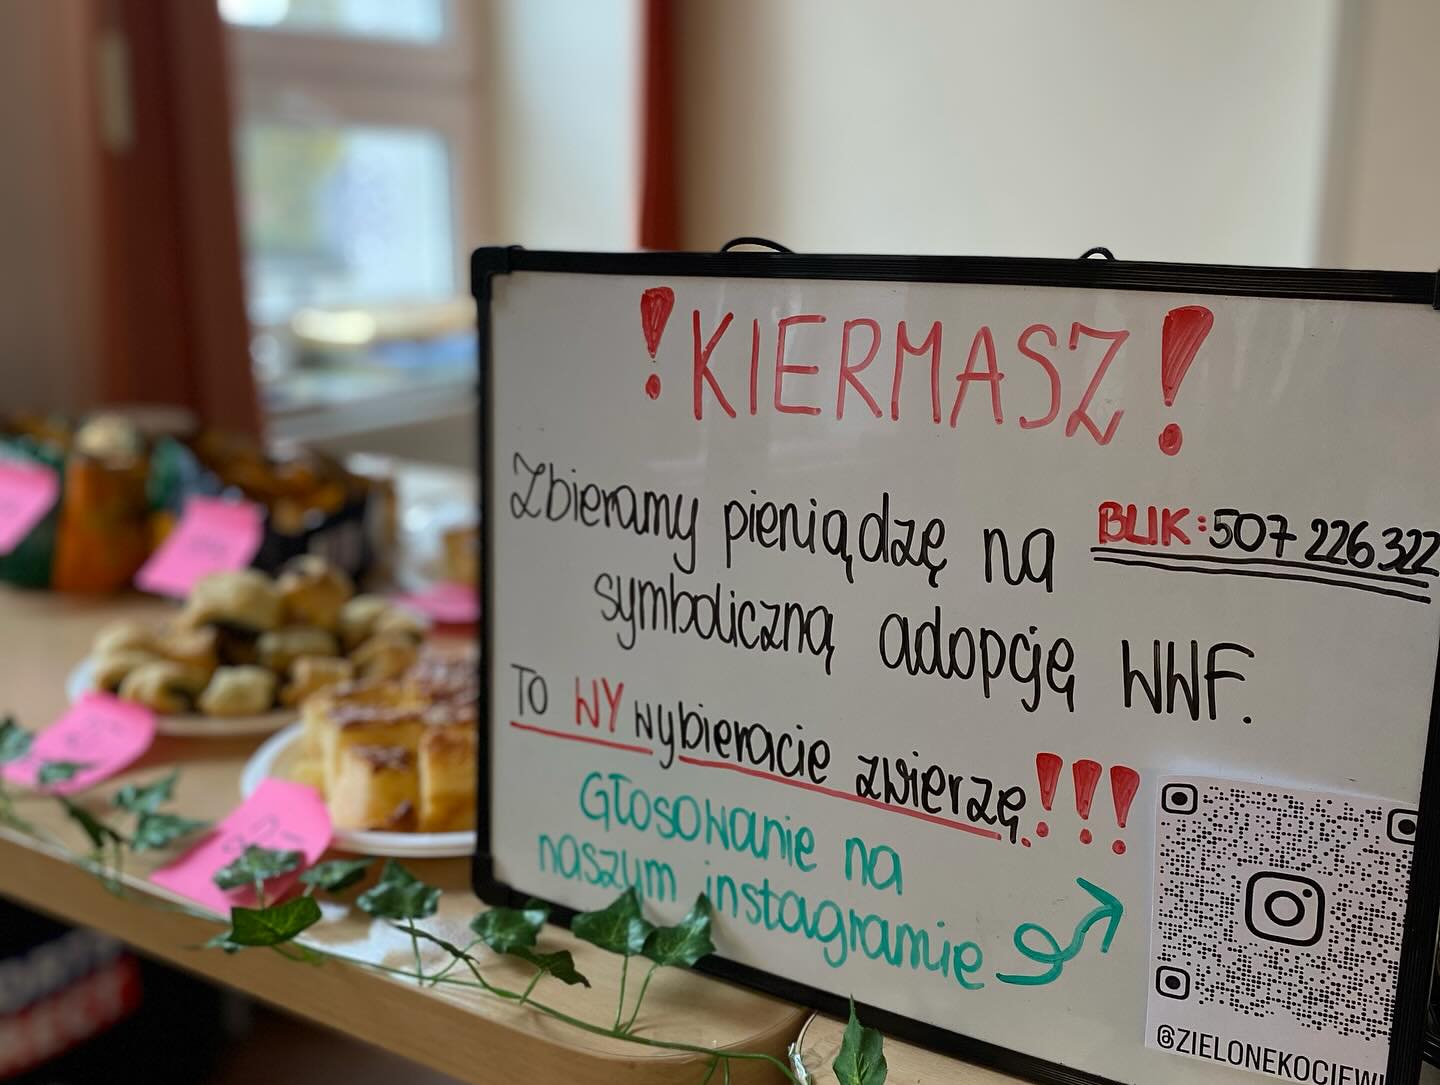 ! KIERMASZ !
Zbieramy pieniądzę na
BLIK: 507 226 322
symboliczną adopcję WWF.
TO WY wybieracie zwierzę!!!
Głosowanie na
naszym instagramie
@ZIELONEKOCIEWI